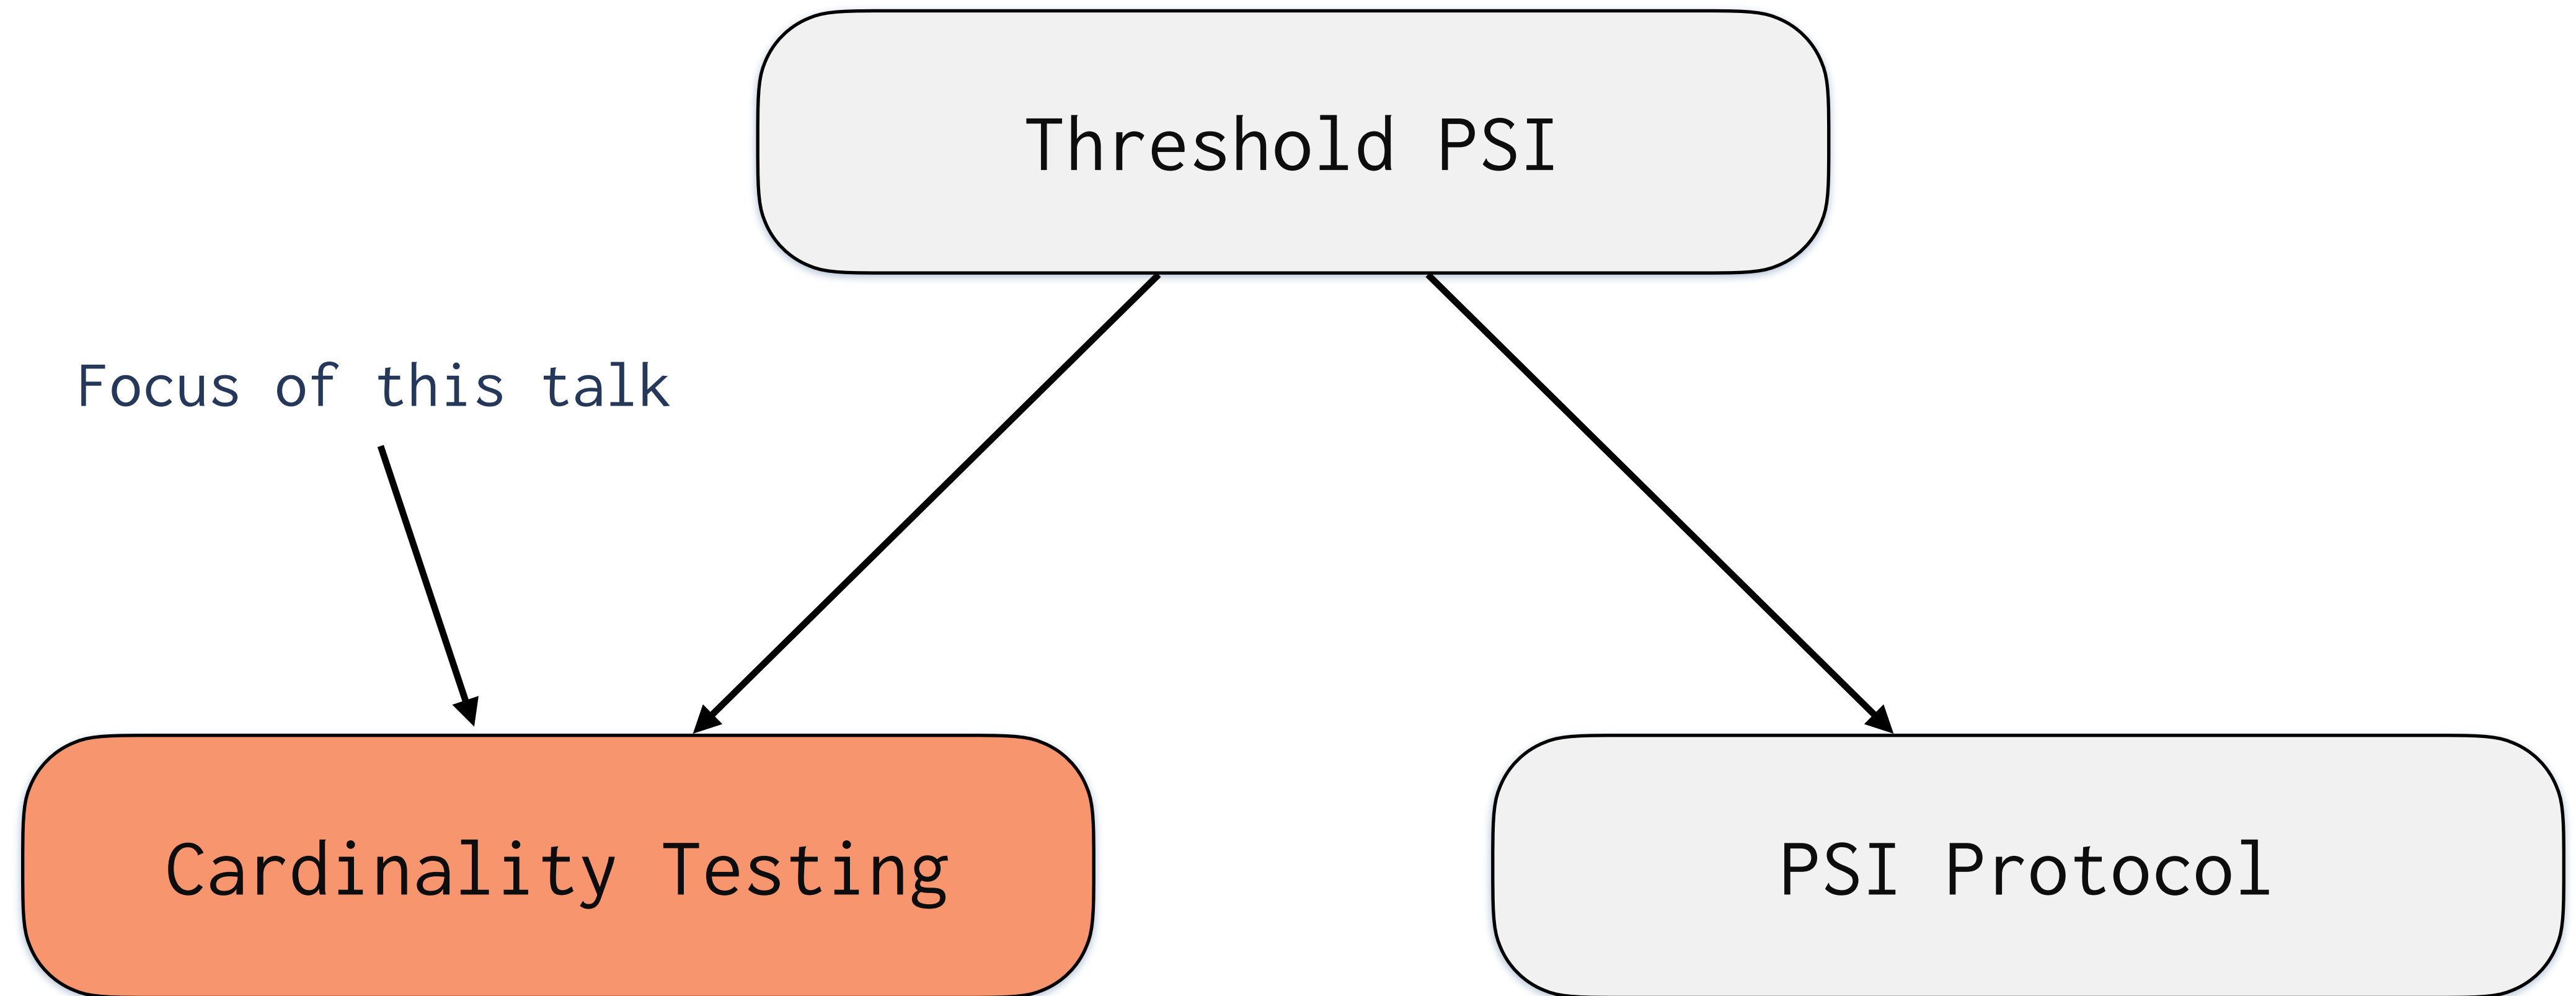 Threshold PSI
Focus of this talk
Cardinality Testing
PSI Protocol